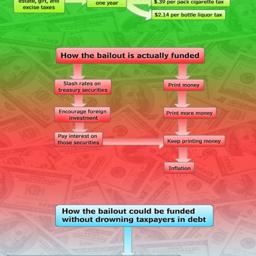 estate, gift, and
excise taxes
one year
$.39 per pack cigarette tax
$2.14 per bottle liquor tax
How the bailout is actually funded
Slash rates on
treasury securities
Print money
Encourage foreign
investment
Print more money
Pay interest on
those securities
Keep printing money
Inflation
How the bailout could be funded
without drowning taxpayers in debt